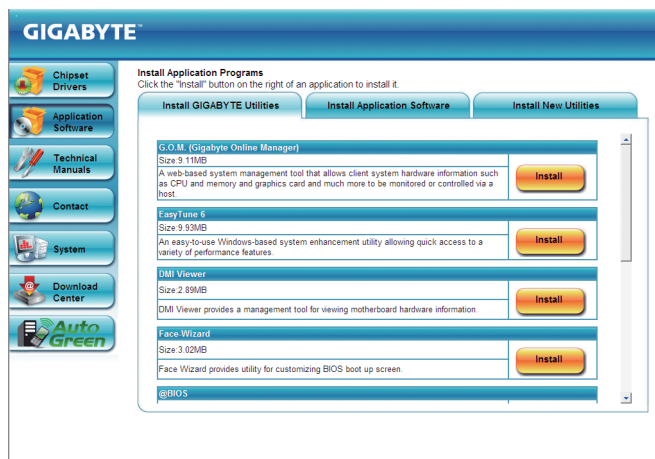 GIGABYTE™
Chipset
Drivers
Application
Software
Technical
Manuals
Contact
System
Download
Center
Auto
Green
Install Application Programs
Click the "Install" button on the right of an application to install it.
Install GIGABYTE Utilities
Install Application Software
Install New Utilities
G.O.M. (Gigabyte Online Manager)
Size:9.11MB
A web-based system management tool that allows client system hardware information such
as CPU and memory and graphics card and much more to be monitored or controlled via a
host.
Install
EasyTune 6
Size:9.93MB
An easy-to-use Windows-based system enhancement utility allowing quick access to a
variety of performance features.
Install
DMI Viewer
Size:2.89MB
DMI Viewer provides a management tool for viewing motherboard hardware information.
Install
Face-Wizard
Size:3.02MB
Face Wizard provides utility for customizing BIOS boot up screen.
Install
@BIOS